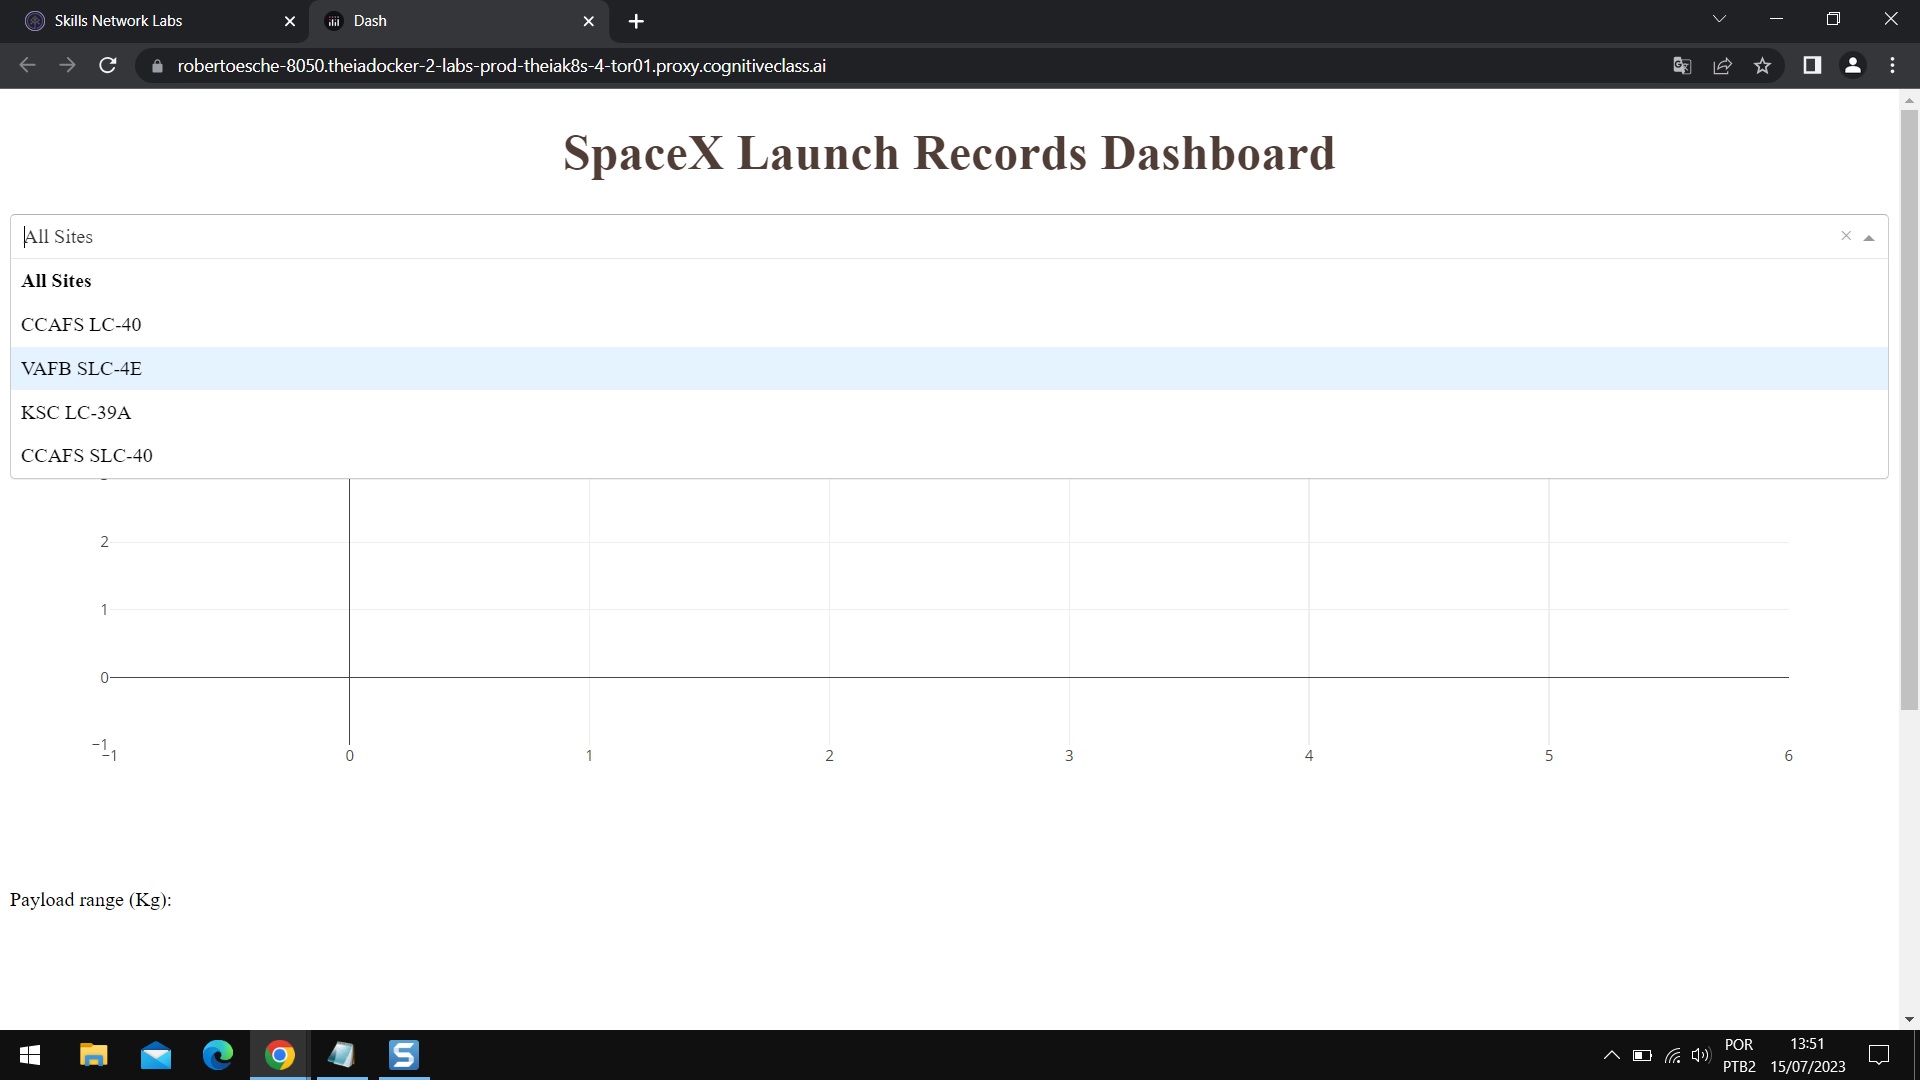 Skills Network Labs
Dash
robertoesche-8050.theiadocker-2-labs-prod-theiak8s-4-tor01.proxy.cognitiveclass.ai
SpaceX Launch Records Dashboard
All Sites
All Sites
CCAFS LC-40
VAFB SLC-4E
KSC LC-39A
CCAFS SLC-40
2
1
0
−1
−1 0 1 2 3 4 5 6
Payload range (Kg):
POR 13:51
PTB2 15/07/2023